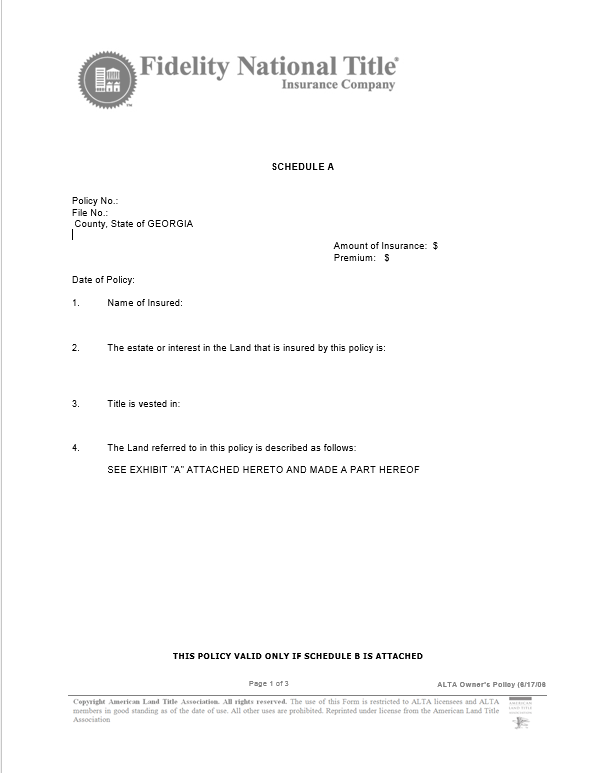 Fidelity National Title®
Insurance Company
TM
SCHEDULE A
Policy No.:
File No.:
County, State of GEORGIA
Amount of Insurance: $
Premium: $
Date of Policy:
1. Name of Insured:
2. The estate or interest in the Land that is insured by this policy is:
3. Title is vested in:
4. The Land referred to in this policy is described as follows:
SEE EXHIBIT "A" ATTACHED HERETO AND MADE A PART HEREOF
THIS POLICY VALID ONLY IF SCHEDULE B IS ATTACHED
Page 1 of 3
ALTA Owner's Policy (6/17/06
Copyright American Land Title Association. All rights reserved. The use of this Form is restricted to ALTA licensees and ALTA
members in good standing as of the date of use. All other uses are prohibited. Reprinted under license from the American Land Title
Association
AMERICAN
LAND TITLE